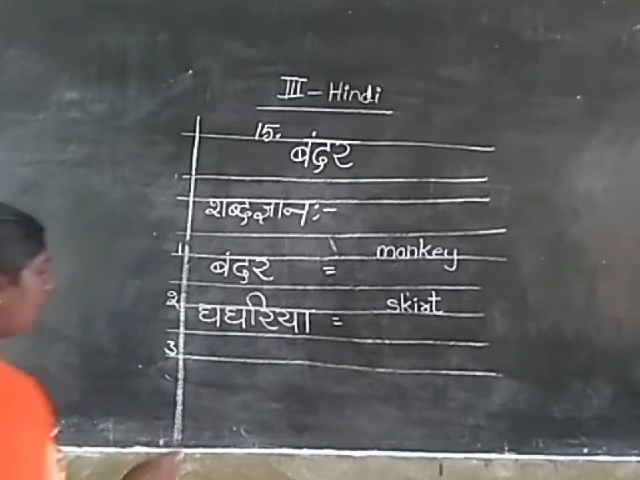 III - Hindi
15. बंदर
शब्दज्ञान :-
1 बंदर = monkey
2 घघरिया = skirt
3